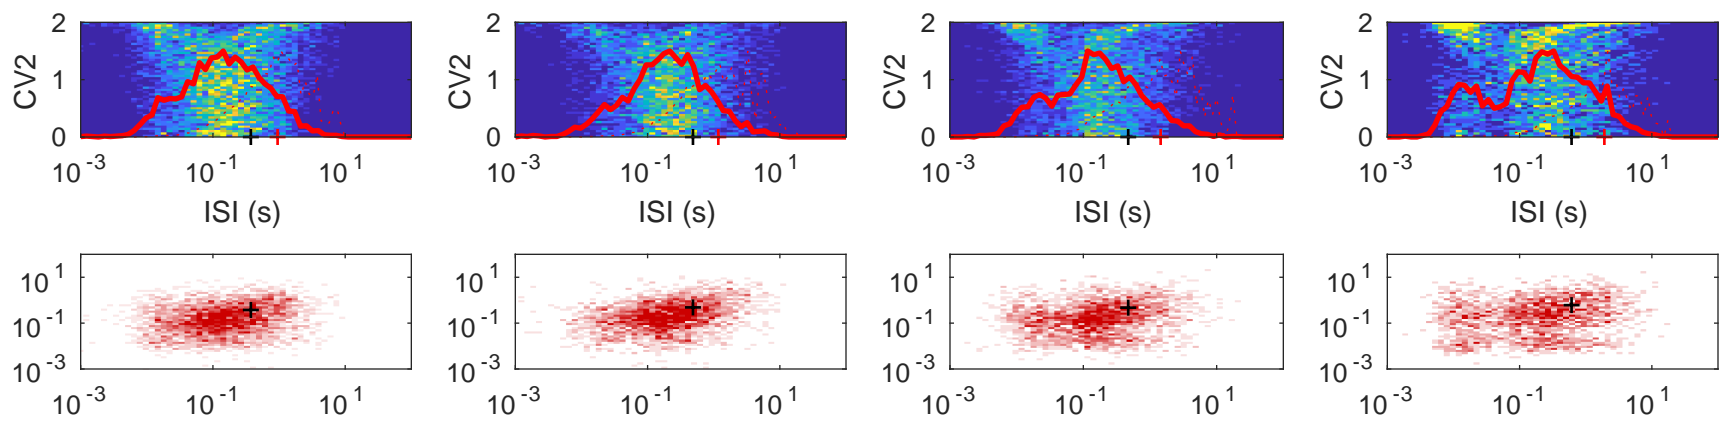 CV2 2 1 0 CV2 2 1 0 CV2 2 1 0 CV2 2 1 0
10^-3 10^-1 10^1 10^-3 10^-1 10^1 10^-3 10^-1 10^1 10^-3 10^-1 10^1
ISI (s) ISI (s) ISI (s) ISI (s)
10^1 10^1 10^1 10^1
10^-1 10^-1 10^-1 10^-1
10^-3 10^-3 10^-3 10^-3
10^-3 10^-1 10^1 10^-3 10^-1 10^1 10^-3 10^-1 10^1 10^-3 10^-1 10^1